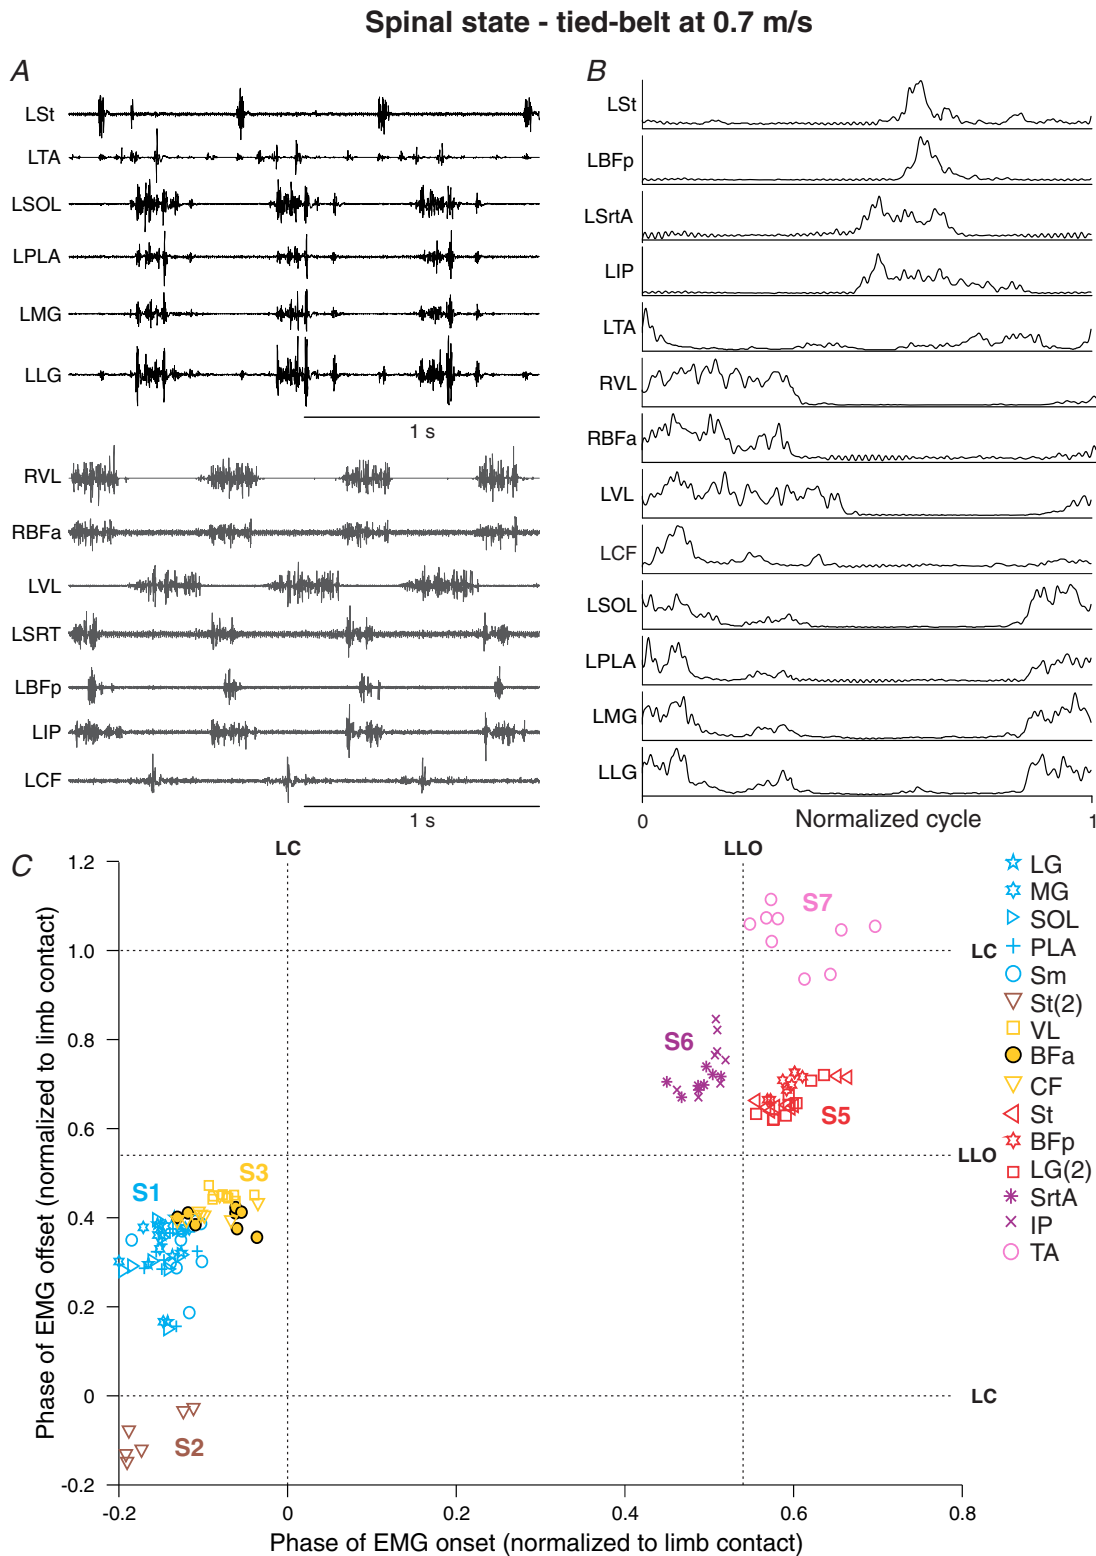 Spinal state - tied-belt at 0.7 m/s
A
LSt
LTA
LSOL
LPLA
LMG
LLG
1 s
RVL
RBFa
LVL
LSRT
LBFp
LIP
LCF
1 s
B
LSt
LBFp
LSrtA
LIP
LTA
RVL
RBFa
LVL
LCF
LSOL
LPLA
LMG
LLG
0 Normalized cycle 1
C
LC
LLO
1.2
1.0
0.8
0.6
0.4
0.2
0
-0.2
Phase of EMG offset (normalized to limb contact)
S7
LC
S6
S5
LLO
S1
S3
LC
S2
-0.2 0 0.2 0.4 0.6 0.8
Phase of EMG onset (normalized to limb contact)
LG
MG
SOL
PLA
Sm
St(2)
VL
BFa
CF
St
BFp
LG(2)
SrtA
IP
TA